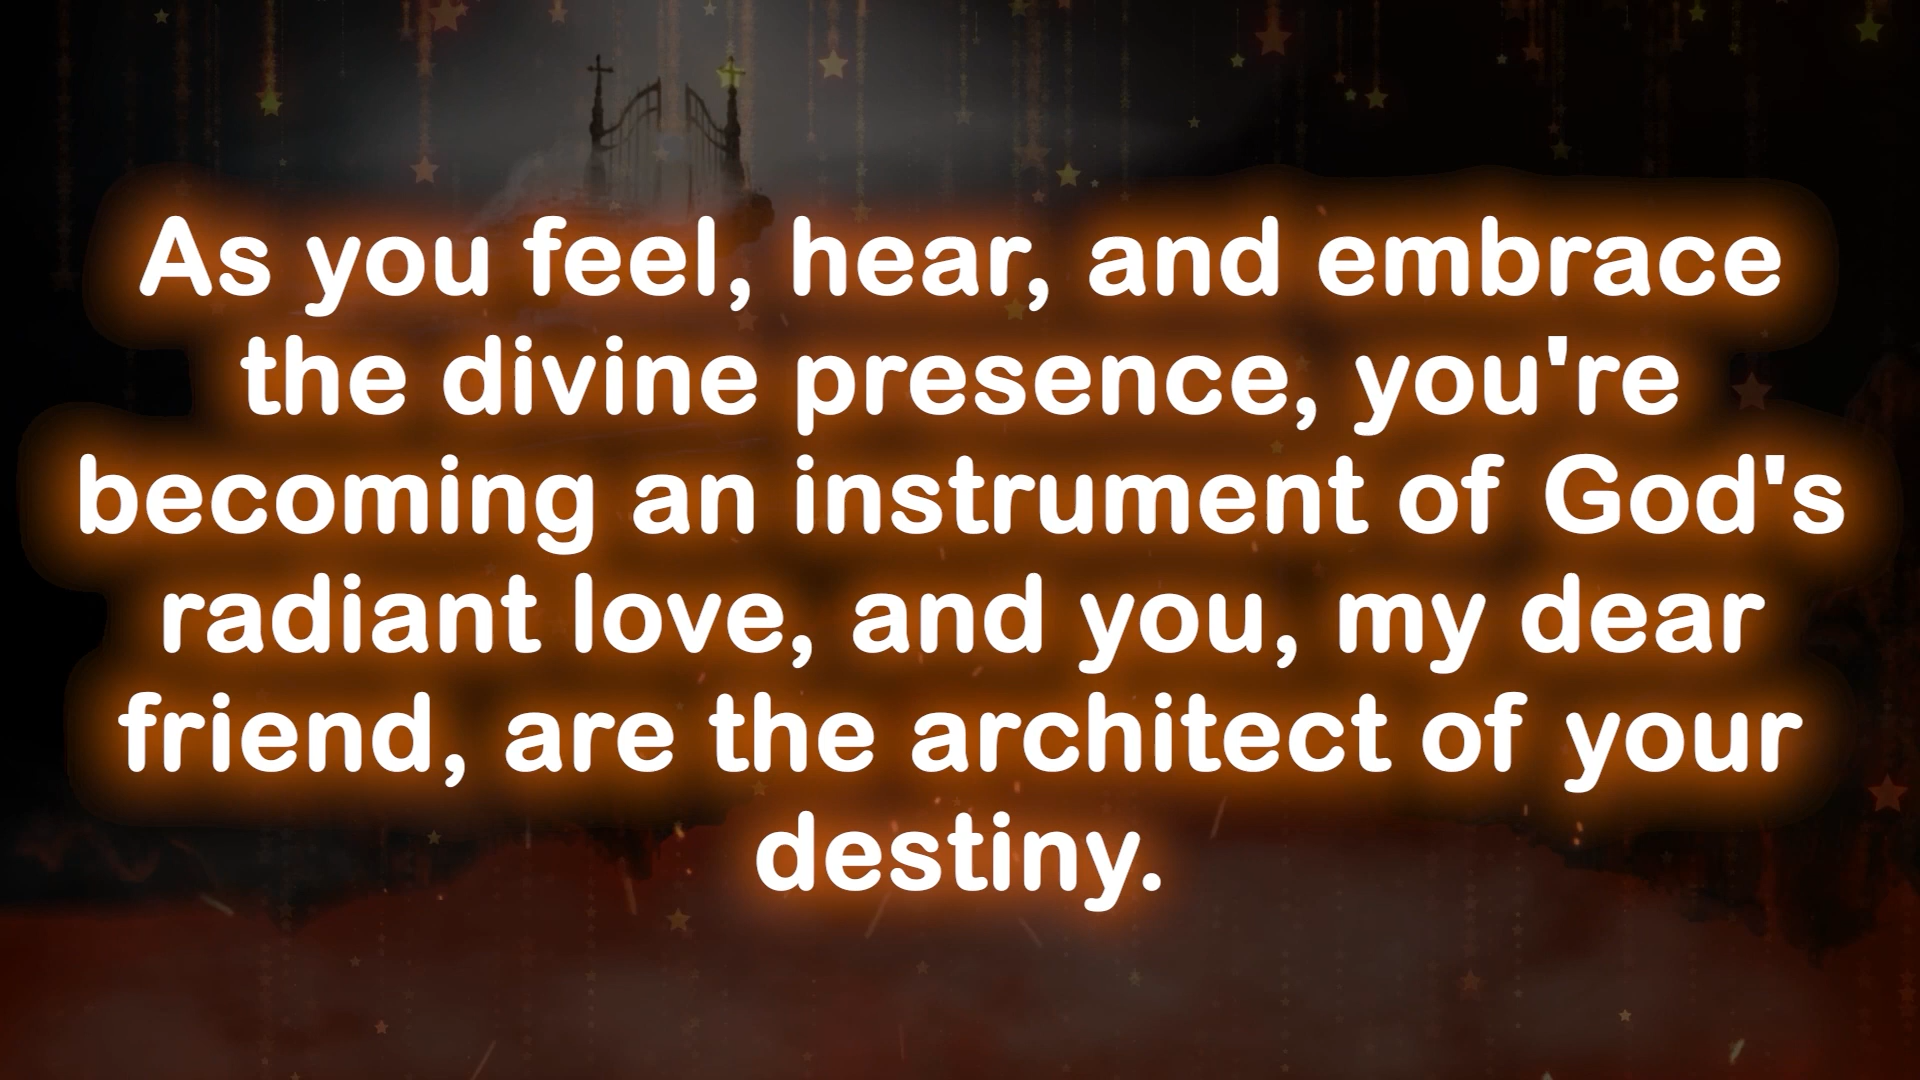 As you feel, hear, and embrace
the divine presence, you're
becoming an instrument of God's
radiant love, and you, my dear
friend, are the architect of your
destiny.